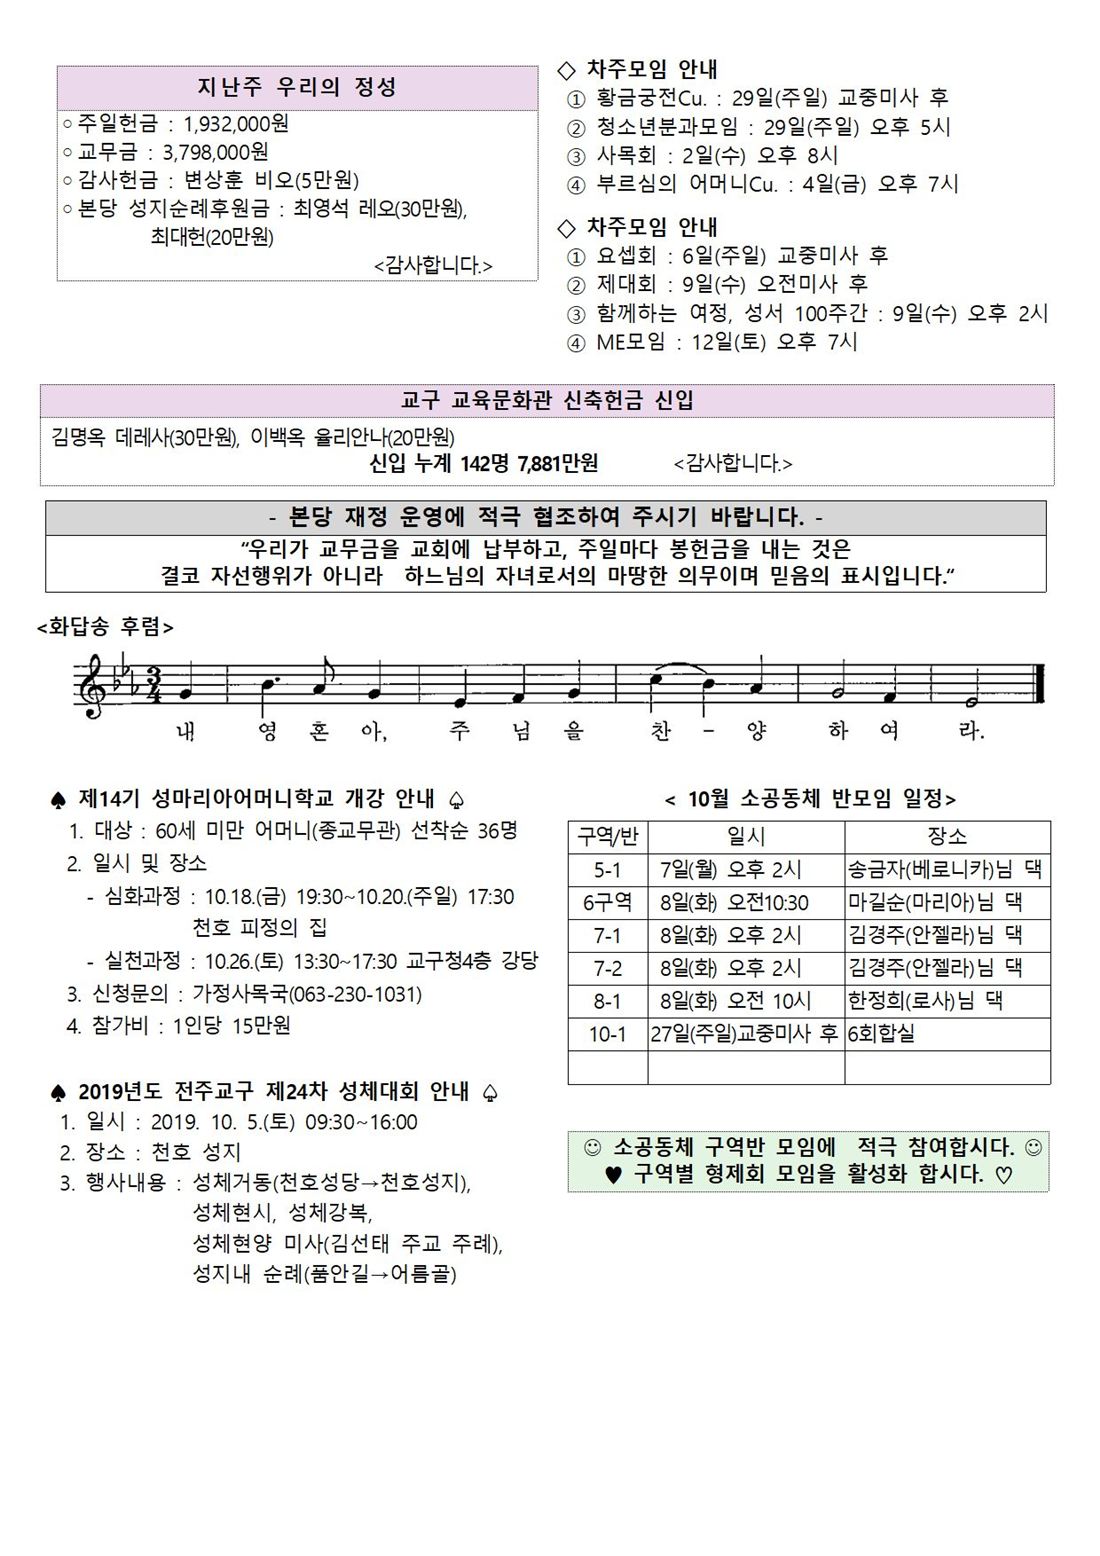 지난주 우리의 정성
○ 주일헌금 : 1,932,000원
○ 교무금 : 3,798,000원
○ 감사헌금 : 변상훈 비오(5만원)
○ 본당 성지순례후원금 : 최영석 레오(30만원),
최대헌(20만원)
<감사합니다.>
◇ 차주모임 안내
① 황금궁전Cu. : 29일(주일) 교중미사 후
② 청소년분과모임 : 29일(주일) 오후 5시
③ 사목회 : 2일(수) 오후 8시
④ 부르심의 어머니Cu. : 4일(금) 오후 7시
◇ 차주모임 안내
① 요셉회 : 6일(주일) 교중미사 후
② 제대회 : 9일(수) 오전미사 후
③ 함께하는 여정, 성서 100주간 : 9일(수) 오후 2시
④ ME모임 : 12일(토) 오후 7시
교구 교육문화관 신축헌금 신입
김명옥 데레사(30만원), 이백옥 율리안나(20만원)
신입 누계 142명 7,881만원 <감사합니다.>
- 본당 재정 운영에 적극 협조하여 주시기 바랍니다. -
“우리가 교무금을 교회에 납부하고, 주일마다 봉헌금을 내는 것은
결코 자선행위가 아니라 하느님의 자녀로서의 마땅한 의무이며 믿음의 표시입니다.“
<화답송 후렴>
3
4
내 영 혼 아, 주 님 을 찬 - 양 하 여 라.
♠ 제14기 성마리아어머니학교 개강 안내 ♤
1. 대상 : 60세 미만 어머니(종교무관) 선착순 36명
2. 일시 및 장소
- 심화과정 : 10.18.(금) 19:30~10.20.(주일) 17:30
천호 피정의 집
- 실천과정 : 10.26.(토) 13:30~17:30 교구청4층 강당
3. 신청문의 : 가정사목국(063-230-1031)
4. 참가비 : 1인당 15만원
♠ 2019년도 전주교구 제24차 성체대회 안내 ♤
1. 일시 : 2019. 10. 5.(토) 09:30~16:00
2. 장소 : 천호 성지
3. 행사내용 : 성체거동(천호성당→천호성지),
성체현시, 성체강복,
성체현양 미사(김선태 주교 주례),
성지내 순례(품안길→어름골)
< 10월 소공동체 반모임 일정>
구역/반 일시 장소
5-1 7일(월) 오후 2시 송금자(베로니카)님 댁
6구역 8일(화) 오전10:30 마길순(마리아)님 댁
7-1 8일(화) 오후 2시 김경주(안젤라)님 댁
7-2 8일(화) 오후 2시 김경주(안젤라)님 댁
8-1 8일(화) 오전 10시 한정희(로사)님 댁
10-1 27일(주일)교중미사 후 6회합실
☺ 소공동체 구역반 모임에 적극 참여합시다. ☺
♥ 구역별 형제회 모임을 활성화 합시다. ♡